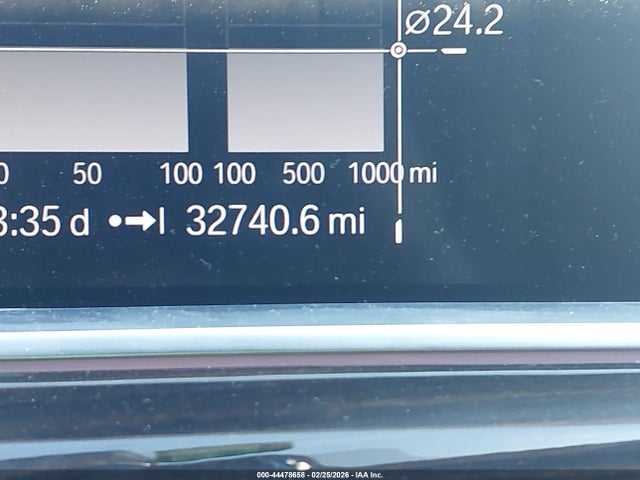 ⌀24.2
0 50 100 100 500 1000 mi
3:35 d •→| 32740.6 mi
000-44478658 - 02/25/2026 - IAA Inc.